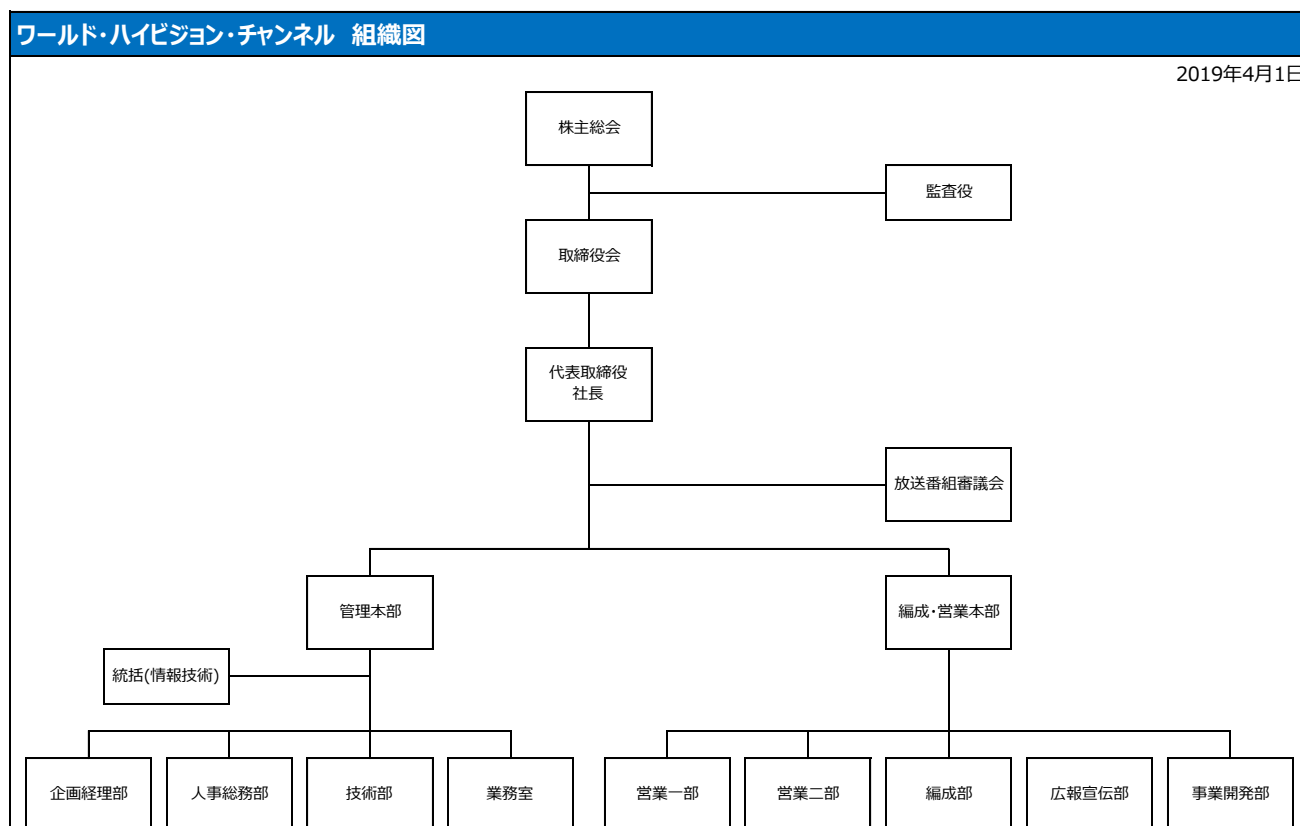 ワールド・ハイビジョン・チャンネル 組織図
2019年4月1日
株主総会
監査役
取締役会
代表取締役
社長
放送番組審議会
管理本部
編成・営業本部
統括(情報技術)
企画経理部
人事総務部
技術部
業務室
営業一部
営業二部
編成部
広報宣伝部
事業開発部